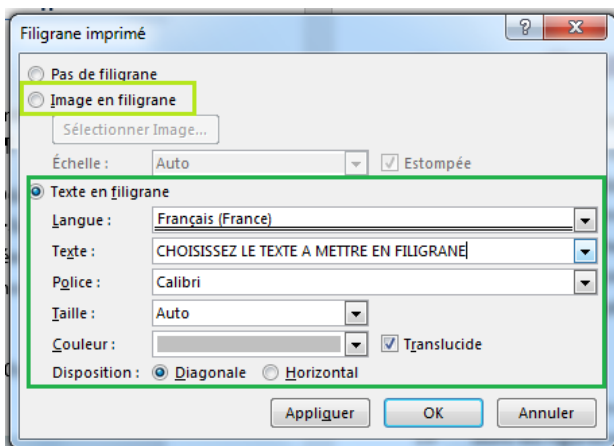 Filigrane imprimé
Pas de filigrane
Image en filigrane
Sélectionner Image...
Échelle : Auto Estompée
Texte en filigrane
Langue : Français (France)
Texte : CHOISISSEZ LE TEXTE A METTRE EN FILIGRANE
Police : Calibri
Taille : Auto
Couleur : Translucide
Disposition : Diagonale Horizontal
Appliquer OK Annuler